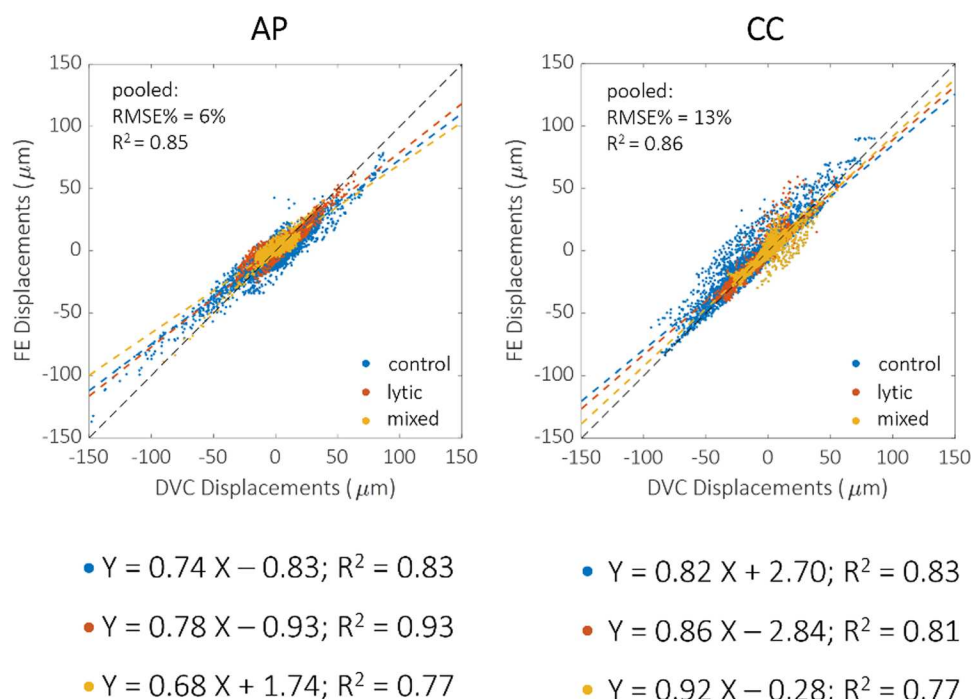 AP
150
100
50
0
-50
-100
-150
-150
-100
-50
0
50
100
150
FE Displacements (μm)
DVC Displacements (μm)
pooled:
RMSE% = 6%
R² = 0.85
control
lytic
mixed
Y = 0.74 X – 0.83; R² = 0.83
Y = 0.78 X – 0.93; R² = 0.93
Y = 0.68 X + 1.74; R² = 0.77
CC
150
100
50
0
-50
-100
-150
-150
-100
-50
0
50
100
150
FE Displacements (μm)
DVC Displacements (μm)
pooled:
RMSE% = 13%
R² = 0.86
control
lytic
mixed
Y = 0.82 X + 2.70; R² = 0.83
Y = 0.86 X – 2.84; R² = 0.81
Y = 0.92 X – 0.28; R² = 0.77